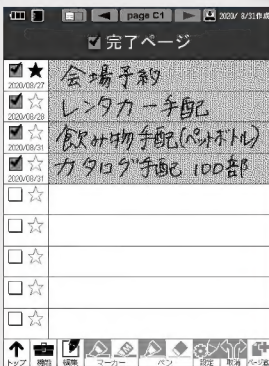 page C1 2020/ 8/31作成
完了ページ
2020/08/27 会場予約
2020/08/28 レンタカー手配
2020/08/31 飲み物手配(ペットボトル)
2020/08/31 カタログ手配 100部
トップ 機能 編集 マーカー ペン 設定 取消